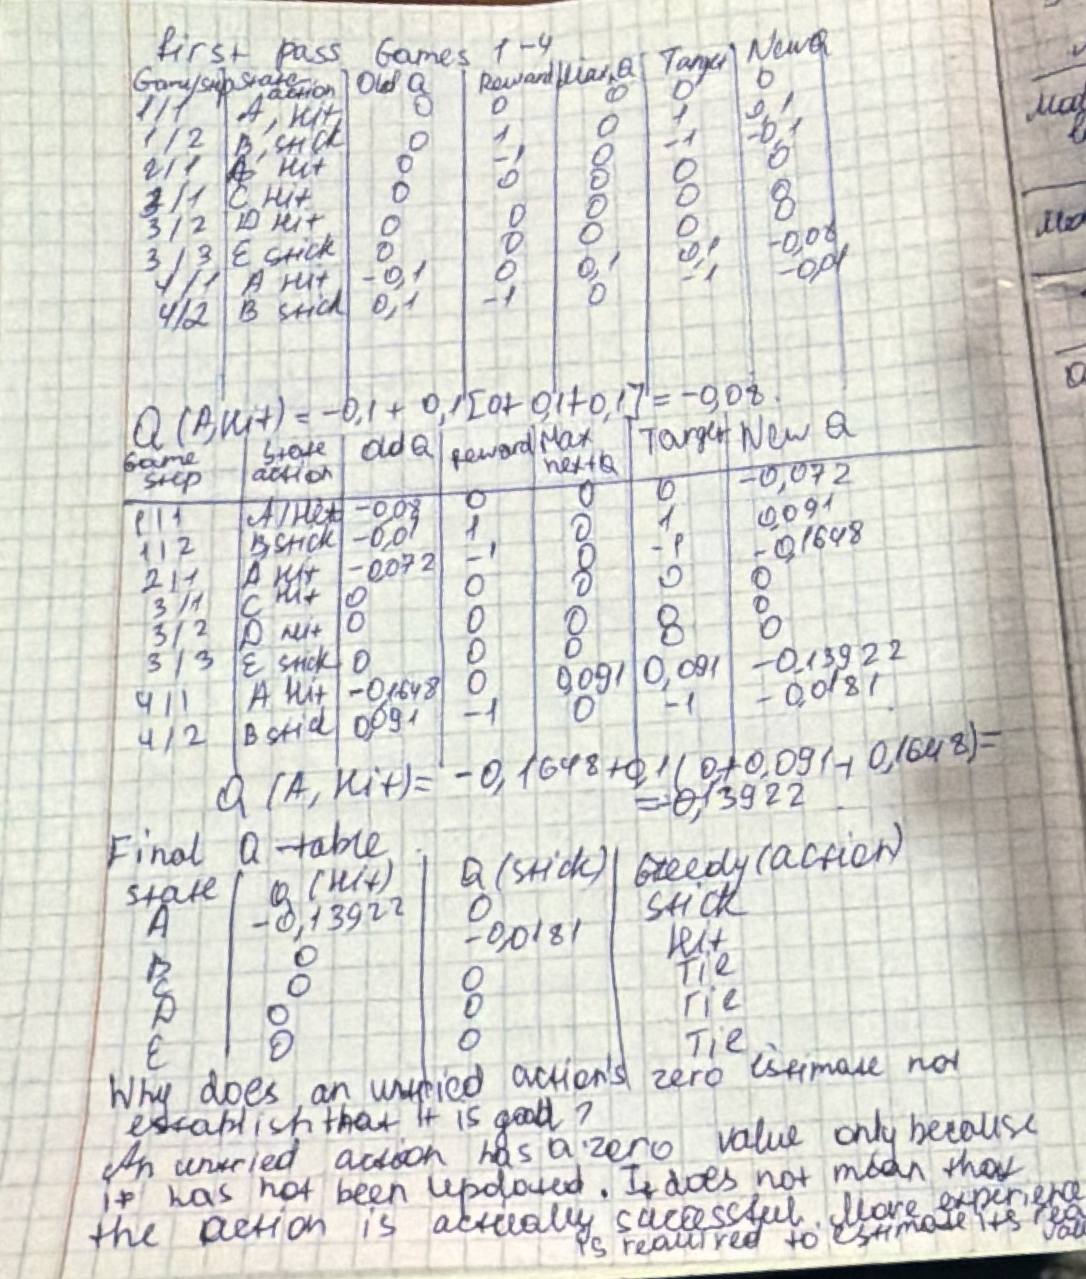 First pass Games 1-4
Game/step State action Old Q Reward Max Q Target New Q
1/1 A, Hit 0 0 0 0 0
1/2 B, stick 0 1 0 1 0,1
2/1 A Hit 0 -1 0 -1 -0,1
3/1 C Hit 0 0 0 0 0
3/2 D Hit 0 0 0 0 0
3/3 E stick 0 0 0 0 0
4/1 A Hit -0,1 0 0,1 0,1 -0,08
4/2 B stick 0,1 -1 0 -1 -0,01
Q (A,Hit) = -0,1 + 0,1[0+ 0,1+0,1] = -0,08.
Game step State action Old Q Reward Max next Q Target New Q
1/1 A/Hit -0,08 0 0 0 -0,072
1/2 B stick -0,01 1 0 1 0,091
2/1 A Hit -0,072 -1 0 -1 -0,1648
3/1 C Hit 0 0 0 0 0
3/2 D Hit 0 0 0 0 0
3/3 E stick 0 0 0 0 0
4/1 A Hit -0,1648 0 0,091 0,091 -0,13922
4/2 B stick 0,091 -1 0 -1 -0,0181
Q (A, Hit) = -0,1648+0,1(0+0,091+0,1648)=
=-0,13922
Final Q-table
State Q (Hit) Q (stick) Greedy (action)
A -0,13922 0 stick
B 0 -0,0181 Hit
C 0 0 Tie
D 0 0 Tie
E 0 0 Tie
Why does an untried action's zero estimate not
establish that it is good?
An untried action has a zero value only because
it has not been updated. It does not mean that
the action is actually successful. More experience
is required to estimate its